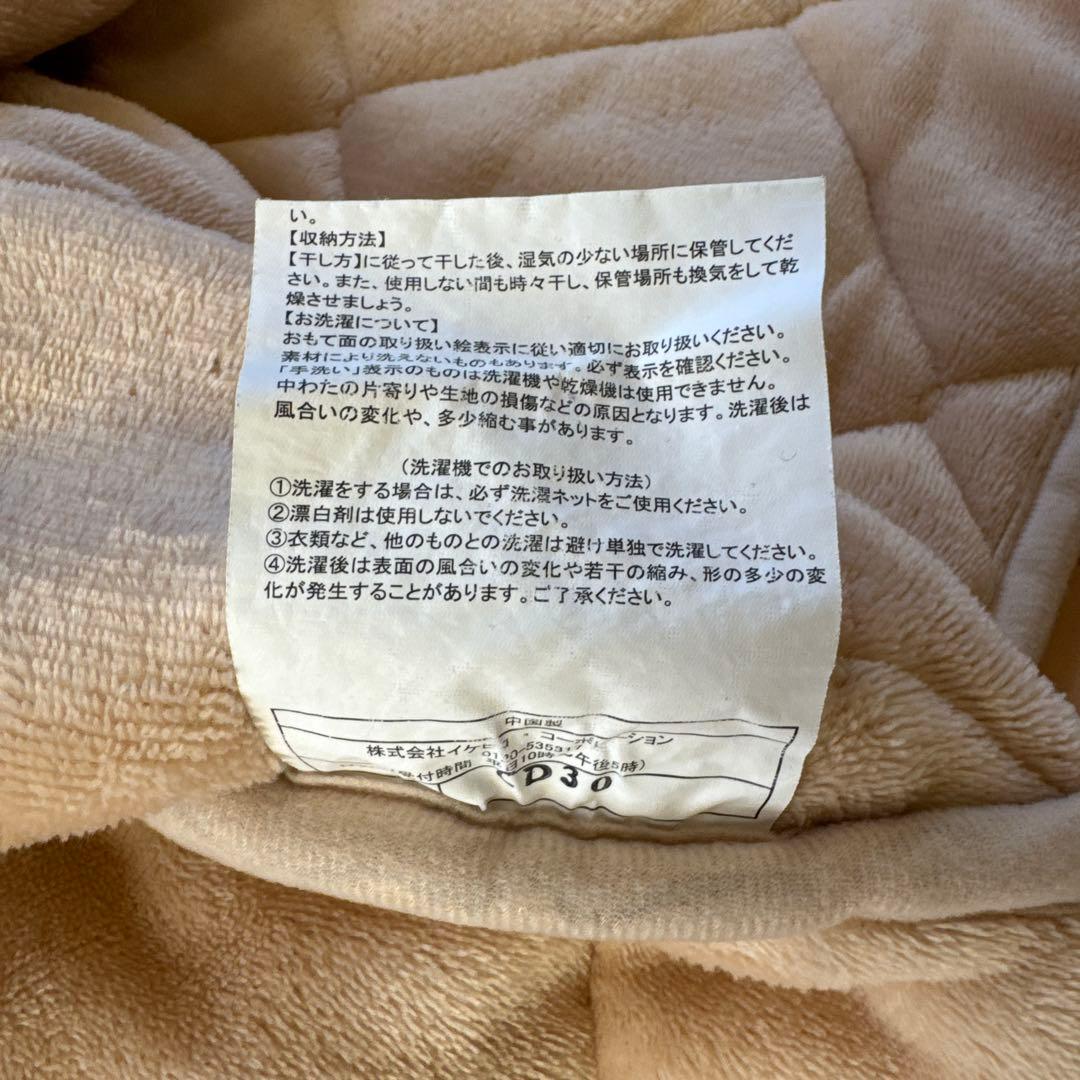 い。
【収納方法】
【干し方】に従って干した後、湿気の少ない場所に保管してくだ
さい。また、使用しない間も時々干し、保管場所も換気をして乾
燥させましょう。
【お洗濯について】
おもて面の取り扱い絵表示に従い適切にお取り扱いください。
素材により洗えないものもあります。必ず表示を確認ください。
「手洗い」表示のものは洗濯機や乾燥機は使用できません。
中わたの片寄りや生地の損傷などの原因となります。洗濯後は
風合いの変化や、多少縮む事があります。
(洗濯機でのお取り扱い方法)
①洗濯をする場合は、必ず洗濯ネットをご使用ください。
②漂白剤は使用しないでください。
③衣類など、他のものとの洗濯は避け単独で洗濯してください。
④洗濯後は表面の風合いの変化や若干の縮み、形の多少の変
化が発生することがあります。ご了承ください。
中国製
株式会社イケヒ
受付時間 10時 午後5時)
D30